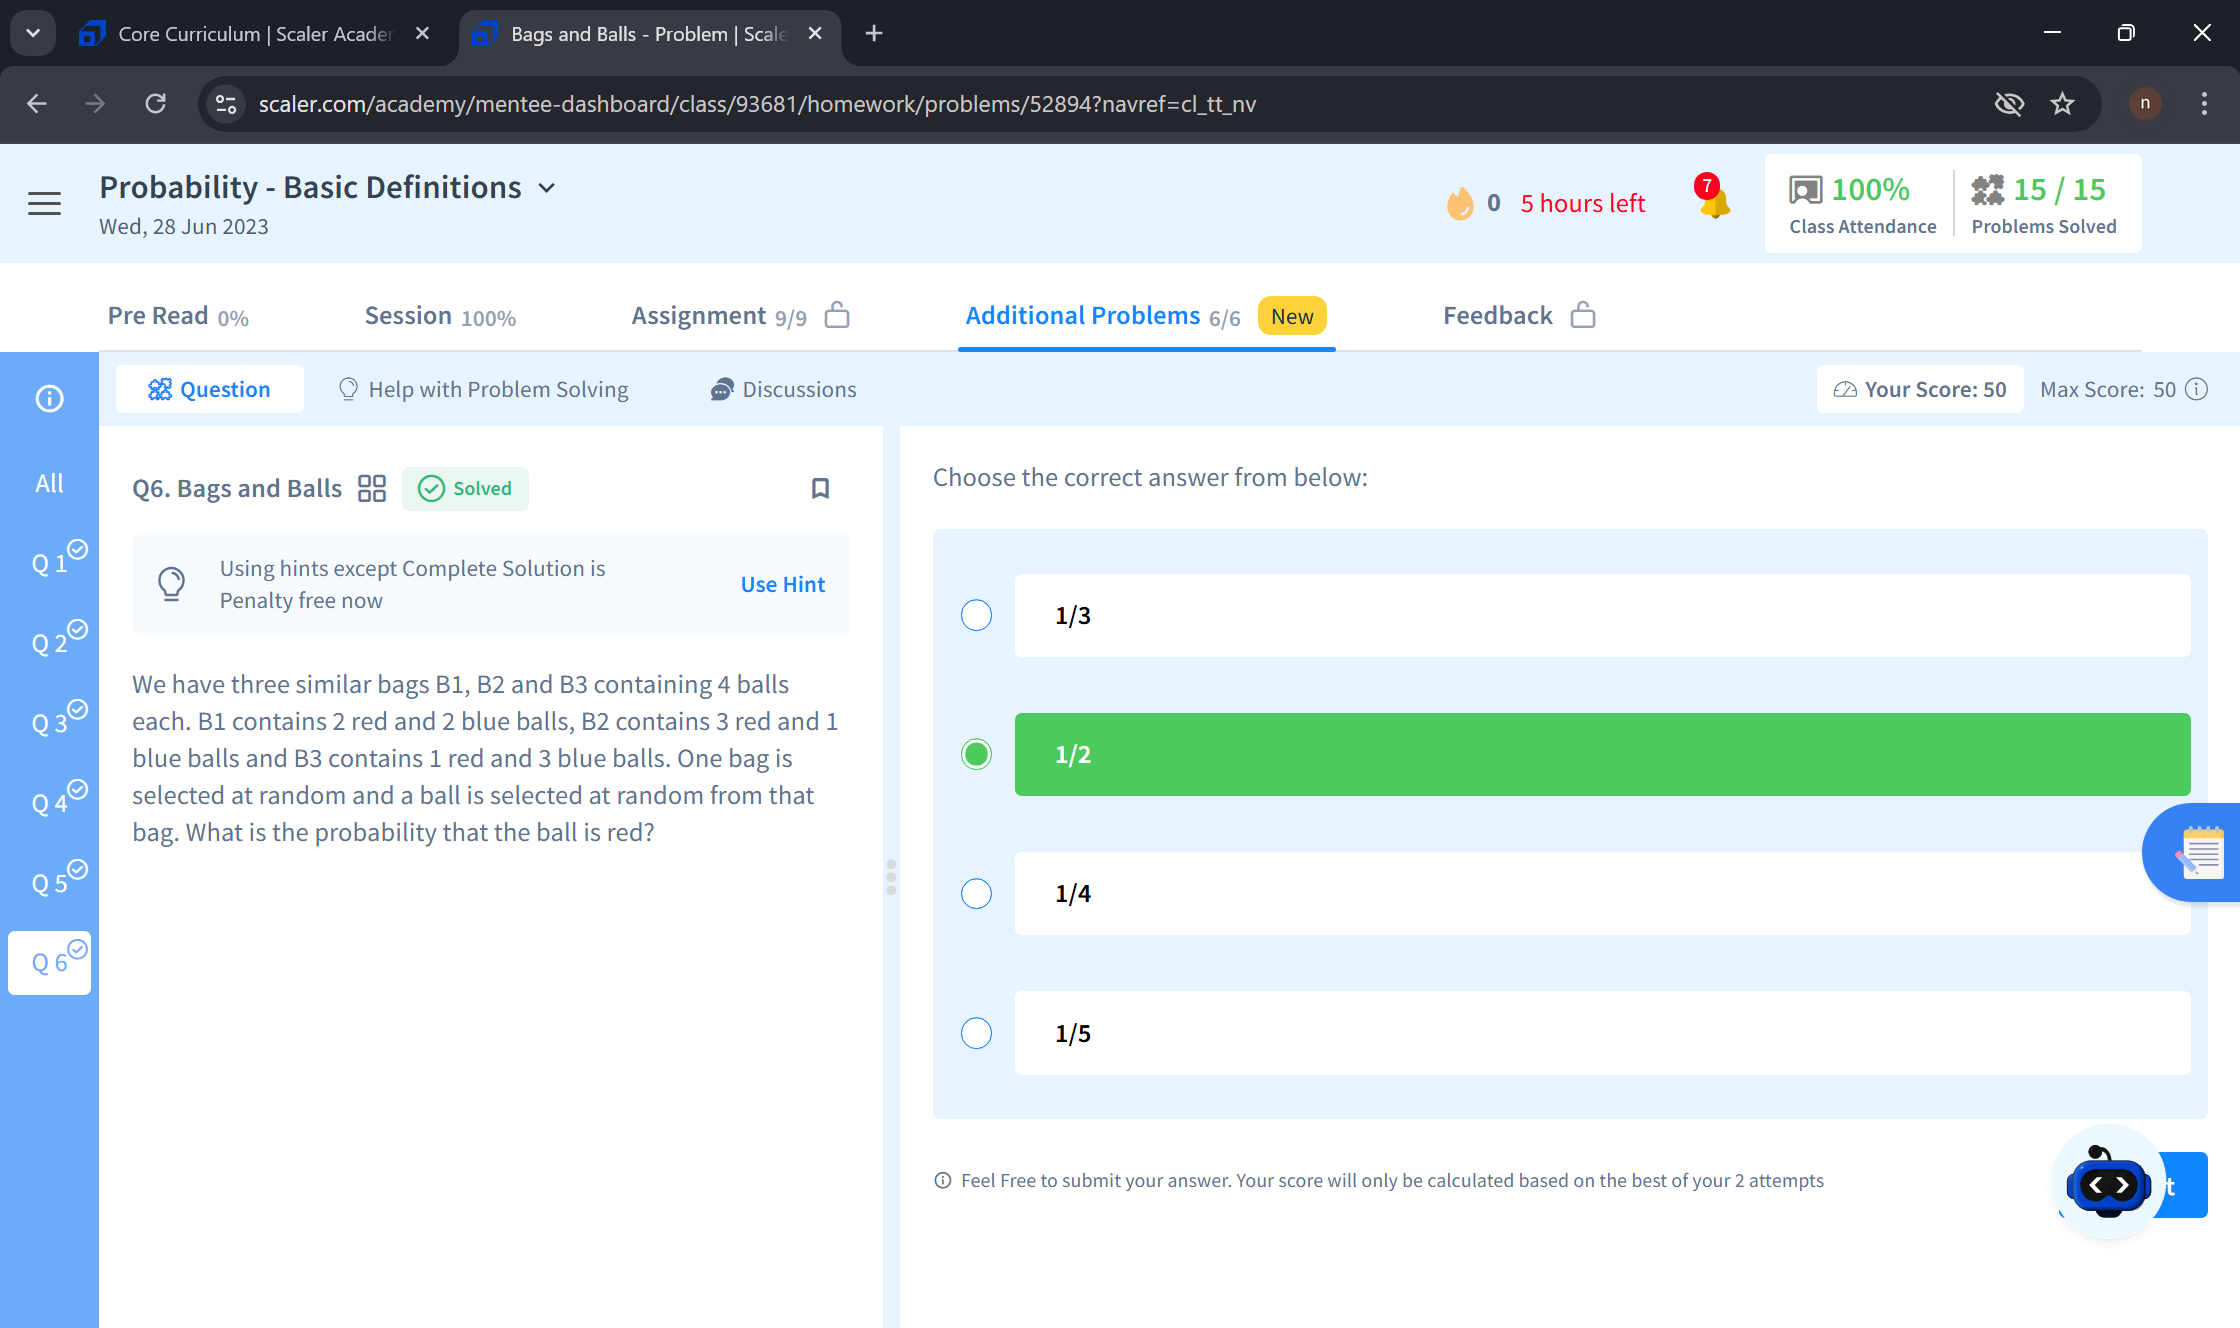 Core Curriculum | Scaler Acader
Bags and Balls - Problem | Scale
scaler.com/academy/mentee-dashboard/class/93681/homework/problems/52894?navref=cl_tt_nv
n
Probability - Basic Definitions
Wed, 28 Jun 2023
0 5 hours left
7
100%
Class Attendance
15 / 15
Problems Solved
Pre Read 0%
Session 100%
Assignment 9/9
Additional Problems 6/6 New
Feedback
Question
Help with Problem Solving
Discussions
Your Score: 50
Max Score: 50
All
Q 1
Q 2
Q 3
Q 4
Q 5
Q 6
Q6. Bags and Balls
Solved
Using hints except Complete Solution is
Penalty free now
Use Hint
We have three similar bags B1, B2 and B3 containing 4 balls
each. B1 contains 2 red and 2 blue balls, B2 contains 3 red and 1
blue balls and B3 contains 1 red and 3 blue balls. One bag is
selected at random and a ball is selected at random from that
bag. What is the probability that the ball is red?
Choose the correct answer from below:
1/3
1/2
1/4
1/5
Feel Free to submit your answer. Your score will only be calculated based on the best of your 2 attempts